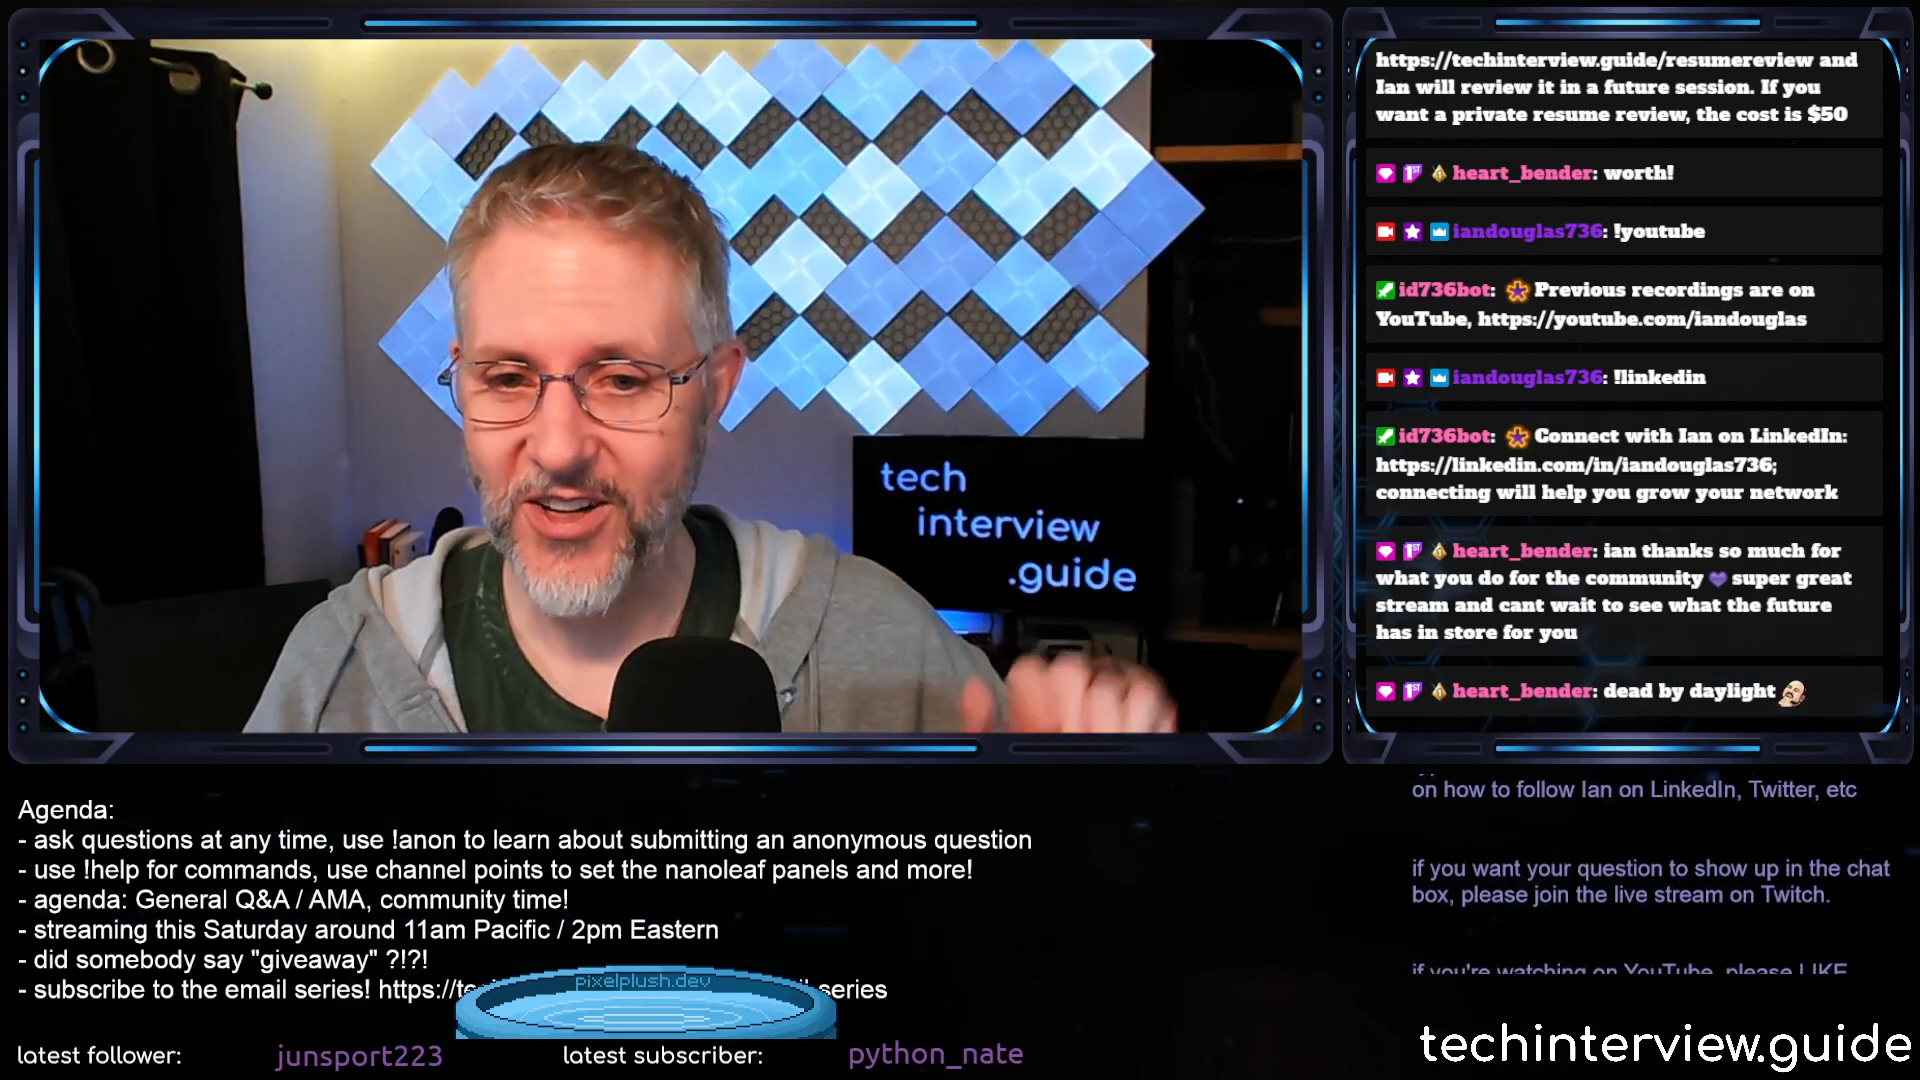 tech
interview
.guide
https://techinterview.guide/resumereview and
Ian will review it in a future session. If you
want a private resume review, the cost is $50
heart_bender: worth!
iandouglas736: !youtube
id736bot: Previous recordings are on
YouTube, https://youtube.com/iandouglas
iandouglas736: !linkedin
id736bot: Connect with Ian on LinkedIn:
https://linkedin.com/in/iandouglas736;
connecting will help you grow your network
heart_bender: ian thanks so much for
what you do for the community 💜 super great
stream and cant wait to see what the future
has in store for you
heart_bender: dead by daylight
Agenda:
- ask questions at any time, use !anon to learn about submitting an anonymous question
- use !help for commands, use channel points to set the nanoleaf panels and more!
- agenda: General Q&A / AMA, community time!
- streaming this Saturday around 11am Pacific / 2pm Eastern
- did somebody say "giveaway" ?!?!
- subscribe to the email series! https://te series
pixelplush.dev
latest follower: junsport223 latest subscriber: python_nate
on how to follow Ian on LinkedIn, Twitter, etc
if you want your question to show up in the chat
box, please join the live stream on Twitch.
if you're watching on YouTube, please LIKE
techinterview.guide